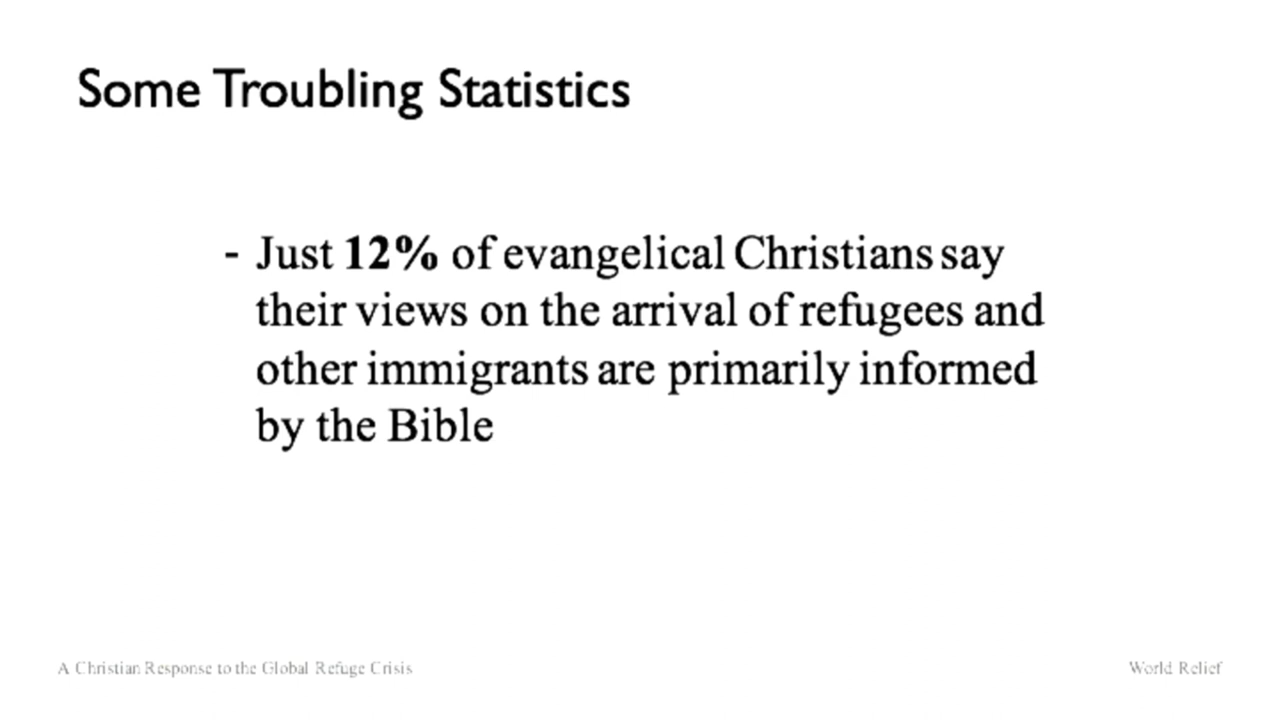 Some Troubling Statistics
- Just 12% of evangelical Christians say
their views on the arrival of refugees and
other immigrants are primarily informed
by the Bible
A Christian Response to the Global Refuge Crisis
World Relief